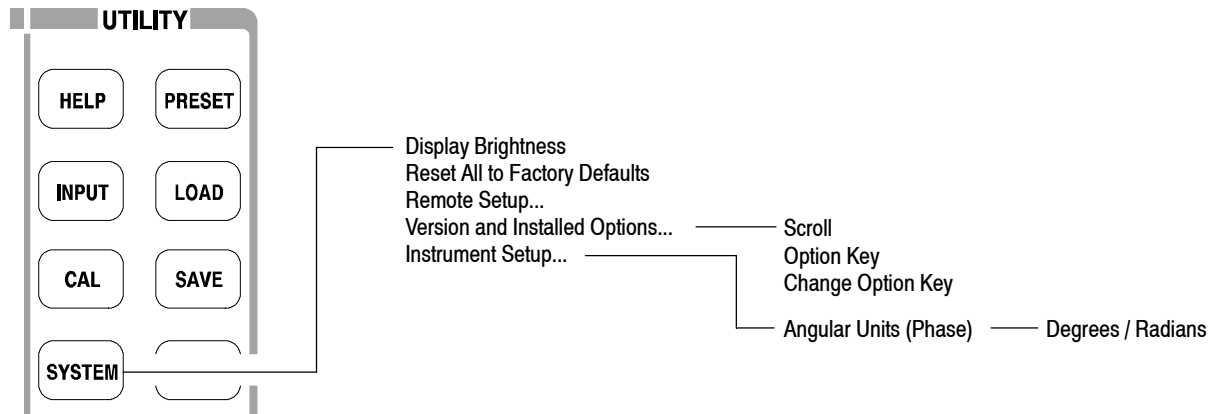 UTILITY
HELP
PRESET
INPUT
LOAD
CAL
SAVE
SYSTEM
Display Brightness
Reset All to Factory Defaults
Remote Setup...
Version and Installed Options...
Instrument Setup...
Scroll
Option Key
Change Option Key
Angular Units (Phase)
Degrees / Radians